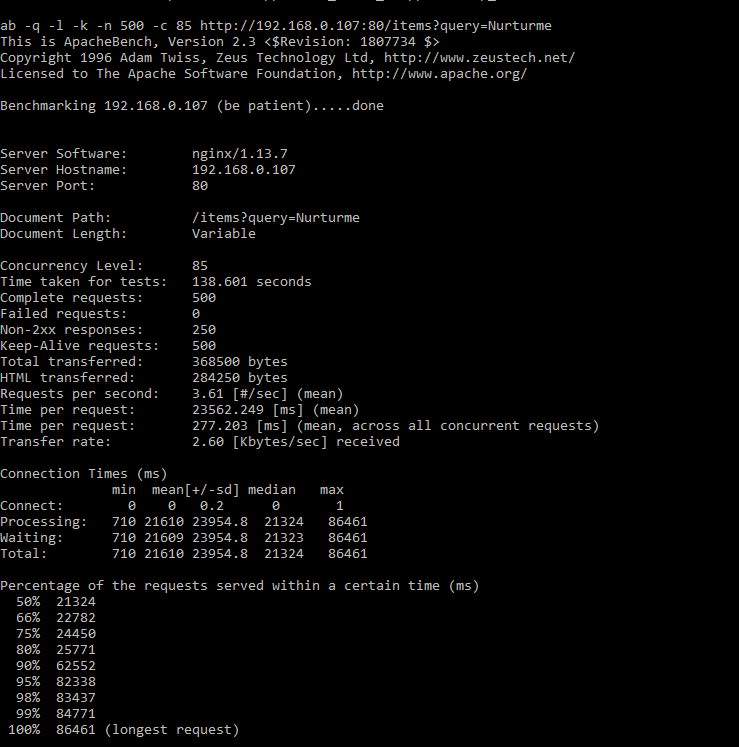 ab -q -l -k -n 500 -c 85 http://192.168.0.107:80/items?query=Nurturme
This is ApacheBench, Version 2.3 <$Revision: 1807734 $>
Copyright 1996 Adam Twiss, Zeus Technology Ltd, http://www.zeustech.net/
Licensed to The Apache Software Foundation, http://www.apache.org/

Benchmarking 192.168.0.107 (be patient).....done


Server Software:        nginx/1.13.7
Server Hostname:        192.168.0.107
Server Port:            80

Document Path:          /items?query=Nurturme
Document Length:        Variable

Concurrency Level:      85
Time taken for tests:   138.601 seconds
Complete requests:      500
Failed requests:        0
Non-2xx responses:      250
Keep-Alive requests:    500
Total transferred:      368500 bytes
HTML transferred:       284250 bytes
Requests per second:    3.61 [#/sec] (mean)
Time per request:       23562.249 [ms] (mean)
Time per request:       277.203 [ms] (mean, across all concurrent requests)
Transfer rate:          2.60 [Kbytes/sec] received

Connection Times (ms)
              min  mean[+/-sd] median   max
Connect:        0    0   0.2      0       1
Processing:   710 21610 23954.8  21324   86461
Waiting:      710 21609 23954.8  21323   86461
Total:        710 21610 23954.8  21324   86461

Percentage of the requests served within a certain time (ms)
  50%  21324
  66%  22782
  75%  24450
  80%  25771
  90%  62552
  95%  82338
  98%  83437
  99%  84771
 100%  86461 (longest request)